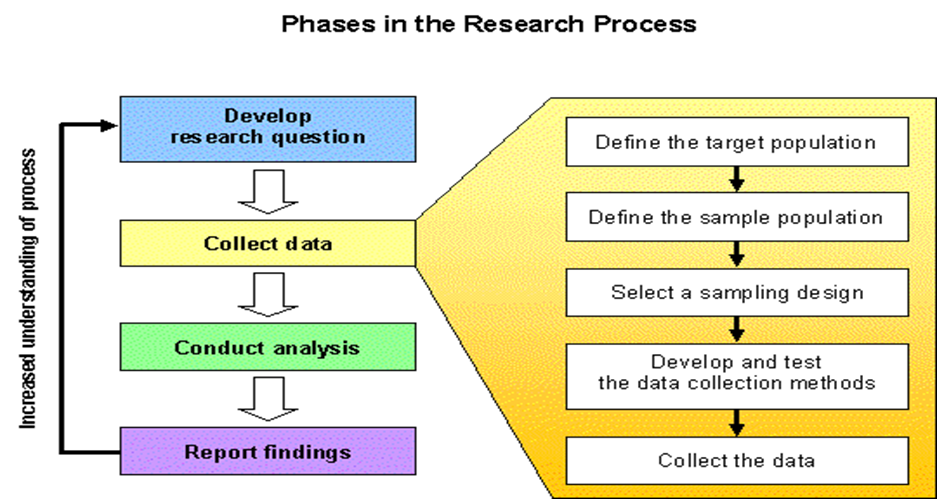 Phases in the Research Process
Develop
research question
Collect data
Conduct analysis
Report findings
Increased understanding of process
Define the target population
Define the sample population
Select a sampling design
Develop and test
the data collection methods
Collect the data